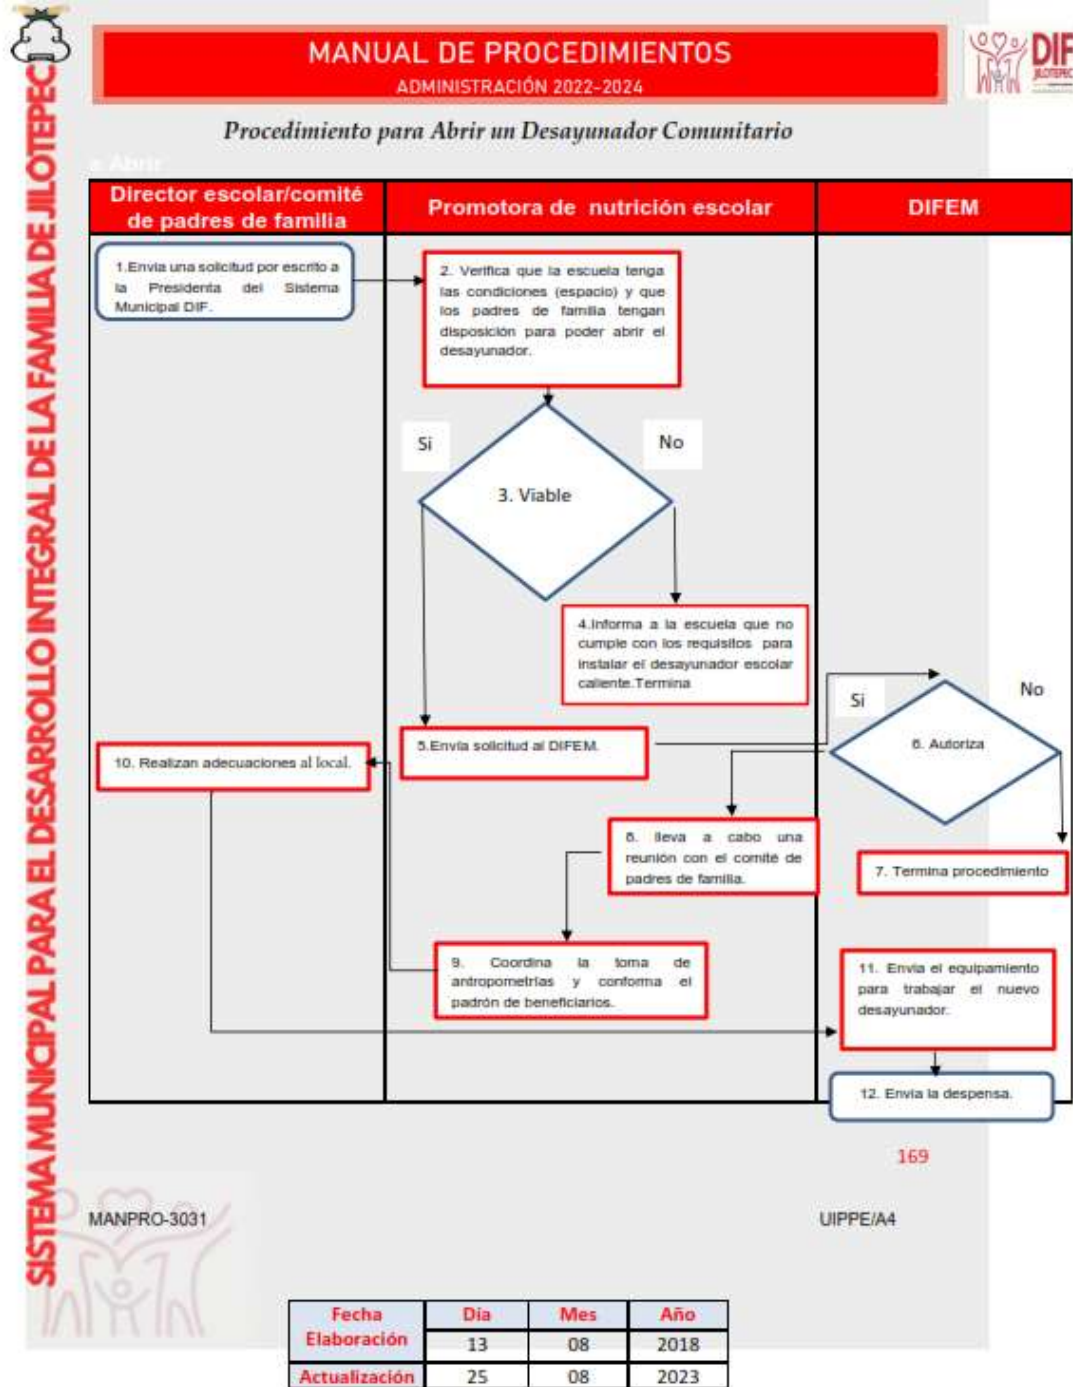 SISTEMA MUNICIPAL PARA EL DESARROLLO INTEGRAL DE LA FAMILIA DE JILOTEPEC
MANUAL DE PROCEDIMIENTOS
ADMINISTRACIÓN 2022-2024
DIF
JILOTEPEC
Procedimiento para Abrir un Desayunador Comunitario
e Abrir
Director escolar/comité
de padres de familia
Promotora de nutrición escolar
DIFEM
1.Envia una solicitud por escrito a
la Presidenta del Sistema
Municipal DIF.
2. Verifica que la escuela tenga
las condiciones (espacio) y que
los padres de familia tengan
disposición para poder abrir el
desayunador.
Si
No
3. Viable
4.Informa a la escuela que no
cumple con los requisitos para
instalar el desayunador escolar
caliente.Termina
5.Envía solicitud al DIFEM.
Si
No
6. Autoriza
7. Termina procedimiento
8. lleva a cabo una
reunión con el comité de
padres de familia.
9. Coordina la toma de
antropometrías y conforma el
padrón de beneficiarios.
10. Realizan adecuaciones al local.
11. Envia el equipamiento
para trabajar el nuevo
desayunador.
12. Envia la despensa.
169
MANPRO-3031
UIPPE/A4
Fecha
Elaboración
Día
Mes
Año
13
08
2018
Actualización
25
08
2023